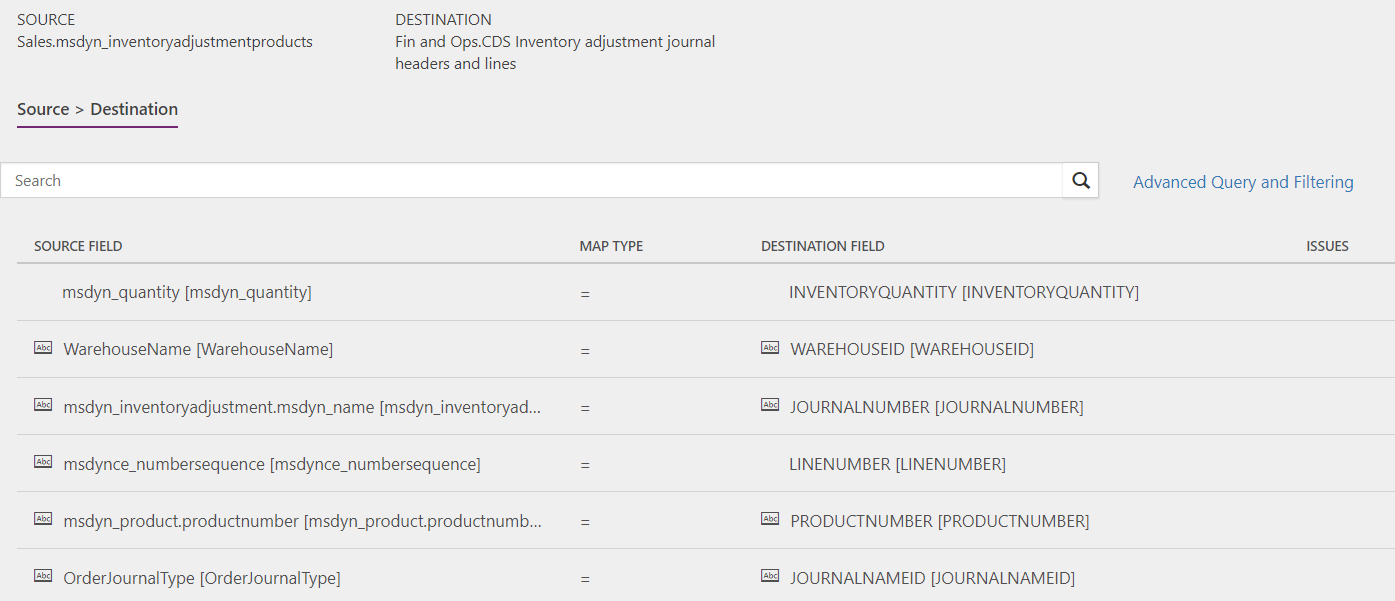 SOURCE
Sales.msdyn_inventoryadjustmentproducts
DESTINATION
Fin and Ops.CDS Inventory adjustment journal
headers and lines
Source > Destination
Search
Advanced Query and Filtering
SOURCE FIELD MAP TYPE DESTINATION FIELD ISSUES
msdyn_quantity [msdyn_quantity] = INVENTORYQUANTITY [INVENTORYQUANTITY]
Abc WarehouseName [WarehouseName] = Abc WAREHOUSEID [WAREHOUSEID]
Abc msdyn_inventoryadjustment.msdyn_name [msdyn_inventoryad... = Abc JOURNALNUMBER [JOURNALNUMBER]
Abc msdynce_numbersequence [msdynce_numbersequence] = LINENUMBER [LINENUMBER]
Abc msdyn_product.productnumber [msdyn_product.productnumb... = Abc PRODUCTNUMBER [PRODUCTNUMBER]
Abc OrderJournalType [OrderJournalType] = Abc JOURNALNAMEID [JOURNALNAMEID]